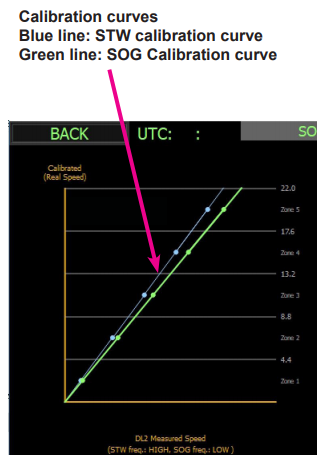 Calibration curves
Blue line: STW calibration curve
Green line: SOG Calibration curve
BACK UTC: : SO
Calibrated
(Real Speed)
22.0
Zone 5
17.6
Zone 4
13.2
Zone 3
8.8
Zone 2
4.4
Zone 1
DL2 Measured Speed
(STW freq.: HIGH, SOG freq.: LOW )